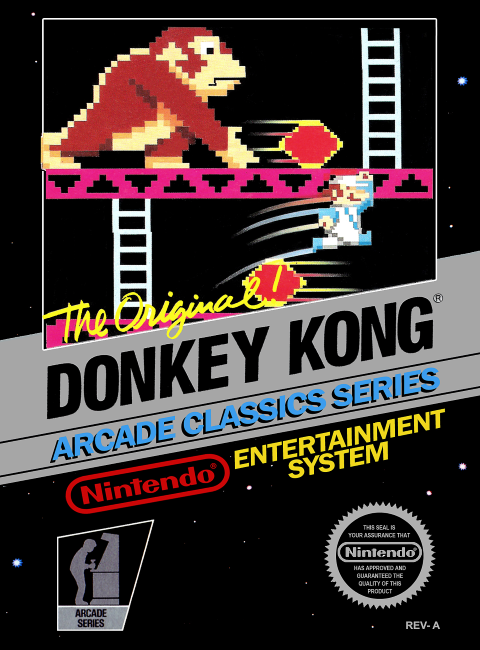 The Original!
DONKEY KONG®
ARCADE CLASSICS SERIES
Nintendo®
ENTERTAINMENT
SYSTEM
ARCADE
SERIES
THIS SEAL IS
YOUR ASSURANCE THAT
Nintendo®
HAS APPROVED AND
GUARANTEED THE
QUALITY OF THIS
PRODUCT
REV- A